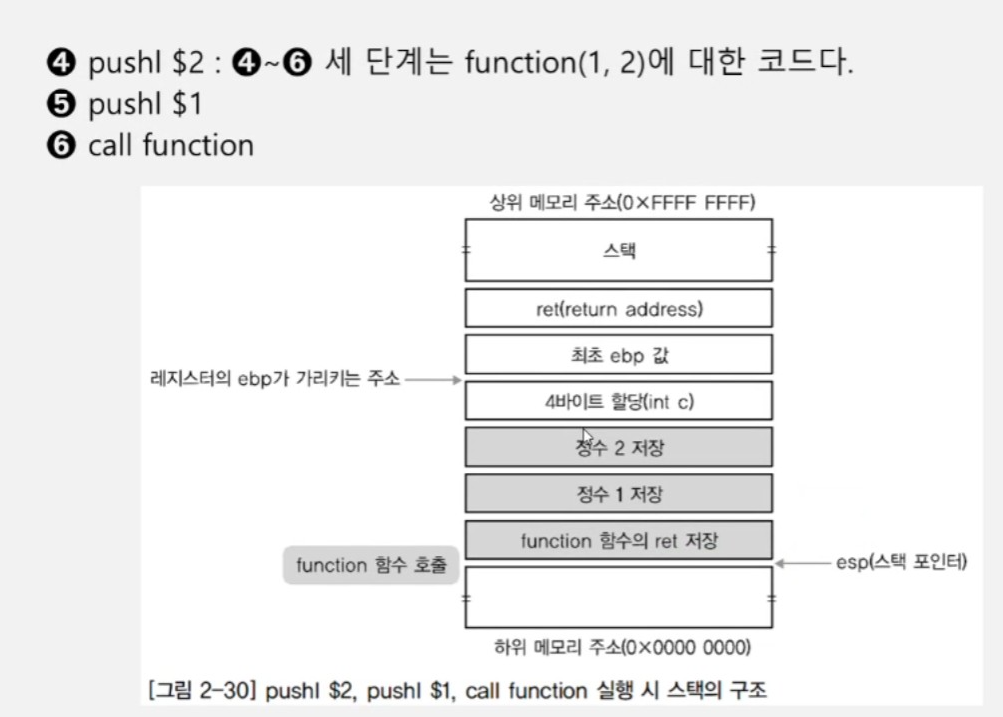 ❹ pushl $2 : ❹~❻ 세 단계는 function(1, 2)에 대한 코드다.
❺ pushl $1
❻ call function
상위 메모리 주소(0×FFFF FFFF)
스택
ret(return address)
최초 ebp 값
레지스터의 ebp가 가리키는 주소
4바이트 할당(int c)
정수 2 저장
정수 1 저장
function 함수의 ret 저장
function 함수 호출
esp(스택 포인터)
하위 메모리 주소(0×0000 0000)
[그림 2-30] pushl $2, pushl $1, call function 실행 시 스택의 구조